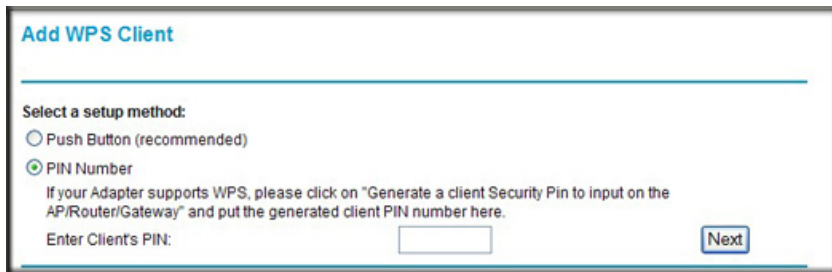 Add WPS Client
Select a setup method:
Push Button (recommended)
PIN Number
If your Adapter supports WPS, please click on "Generate a client Security Pin to input on the
AP/Router/Gateway" and put the generated client PIN number here.
Enter Client's PIN:
Next